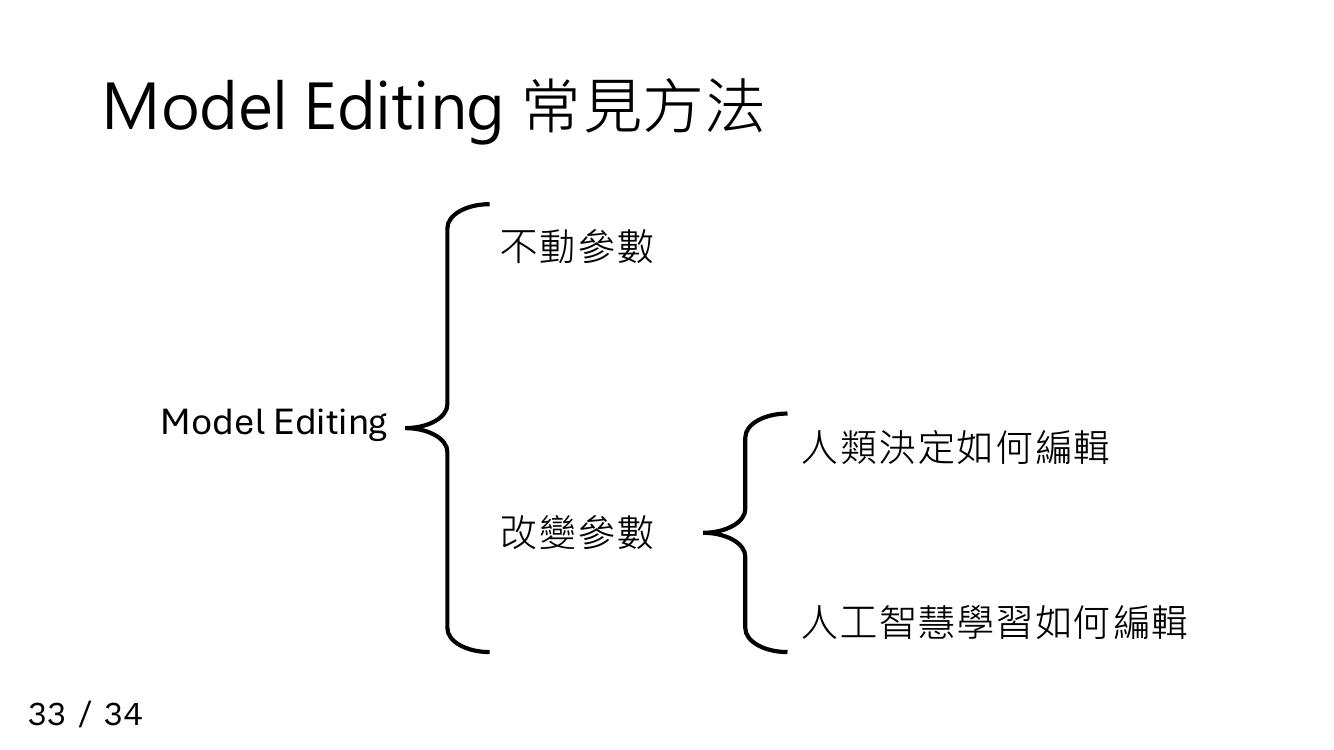 Model Editing 常見方法
不動參數
Model Editing
人類決定如何編輯
改變參數
人工智慧學習如何編輯
33 / 34